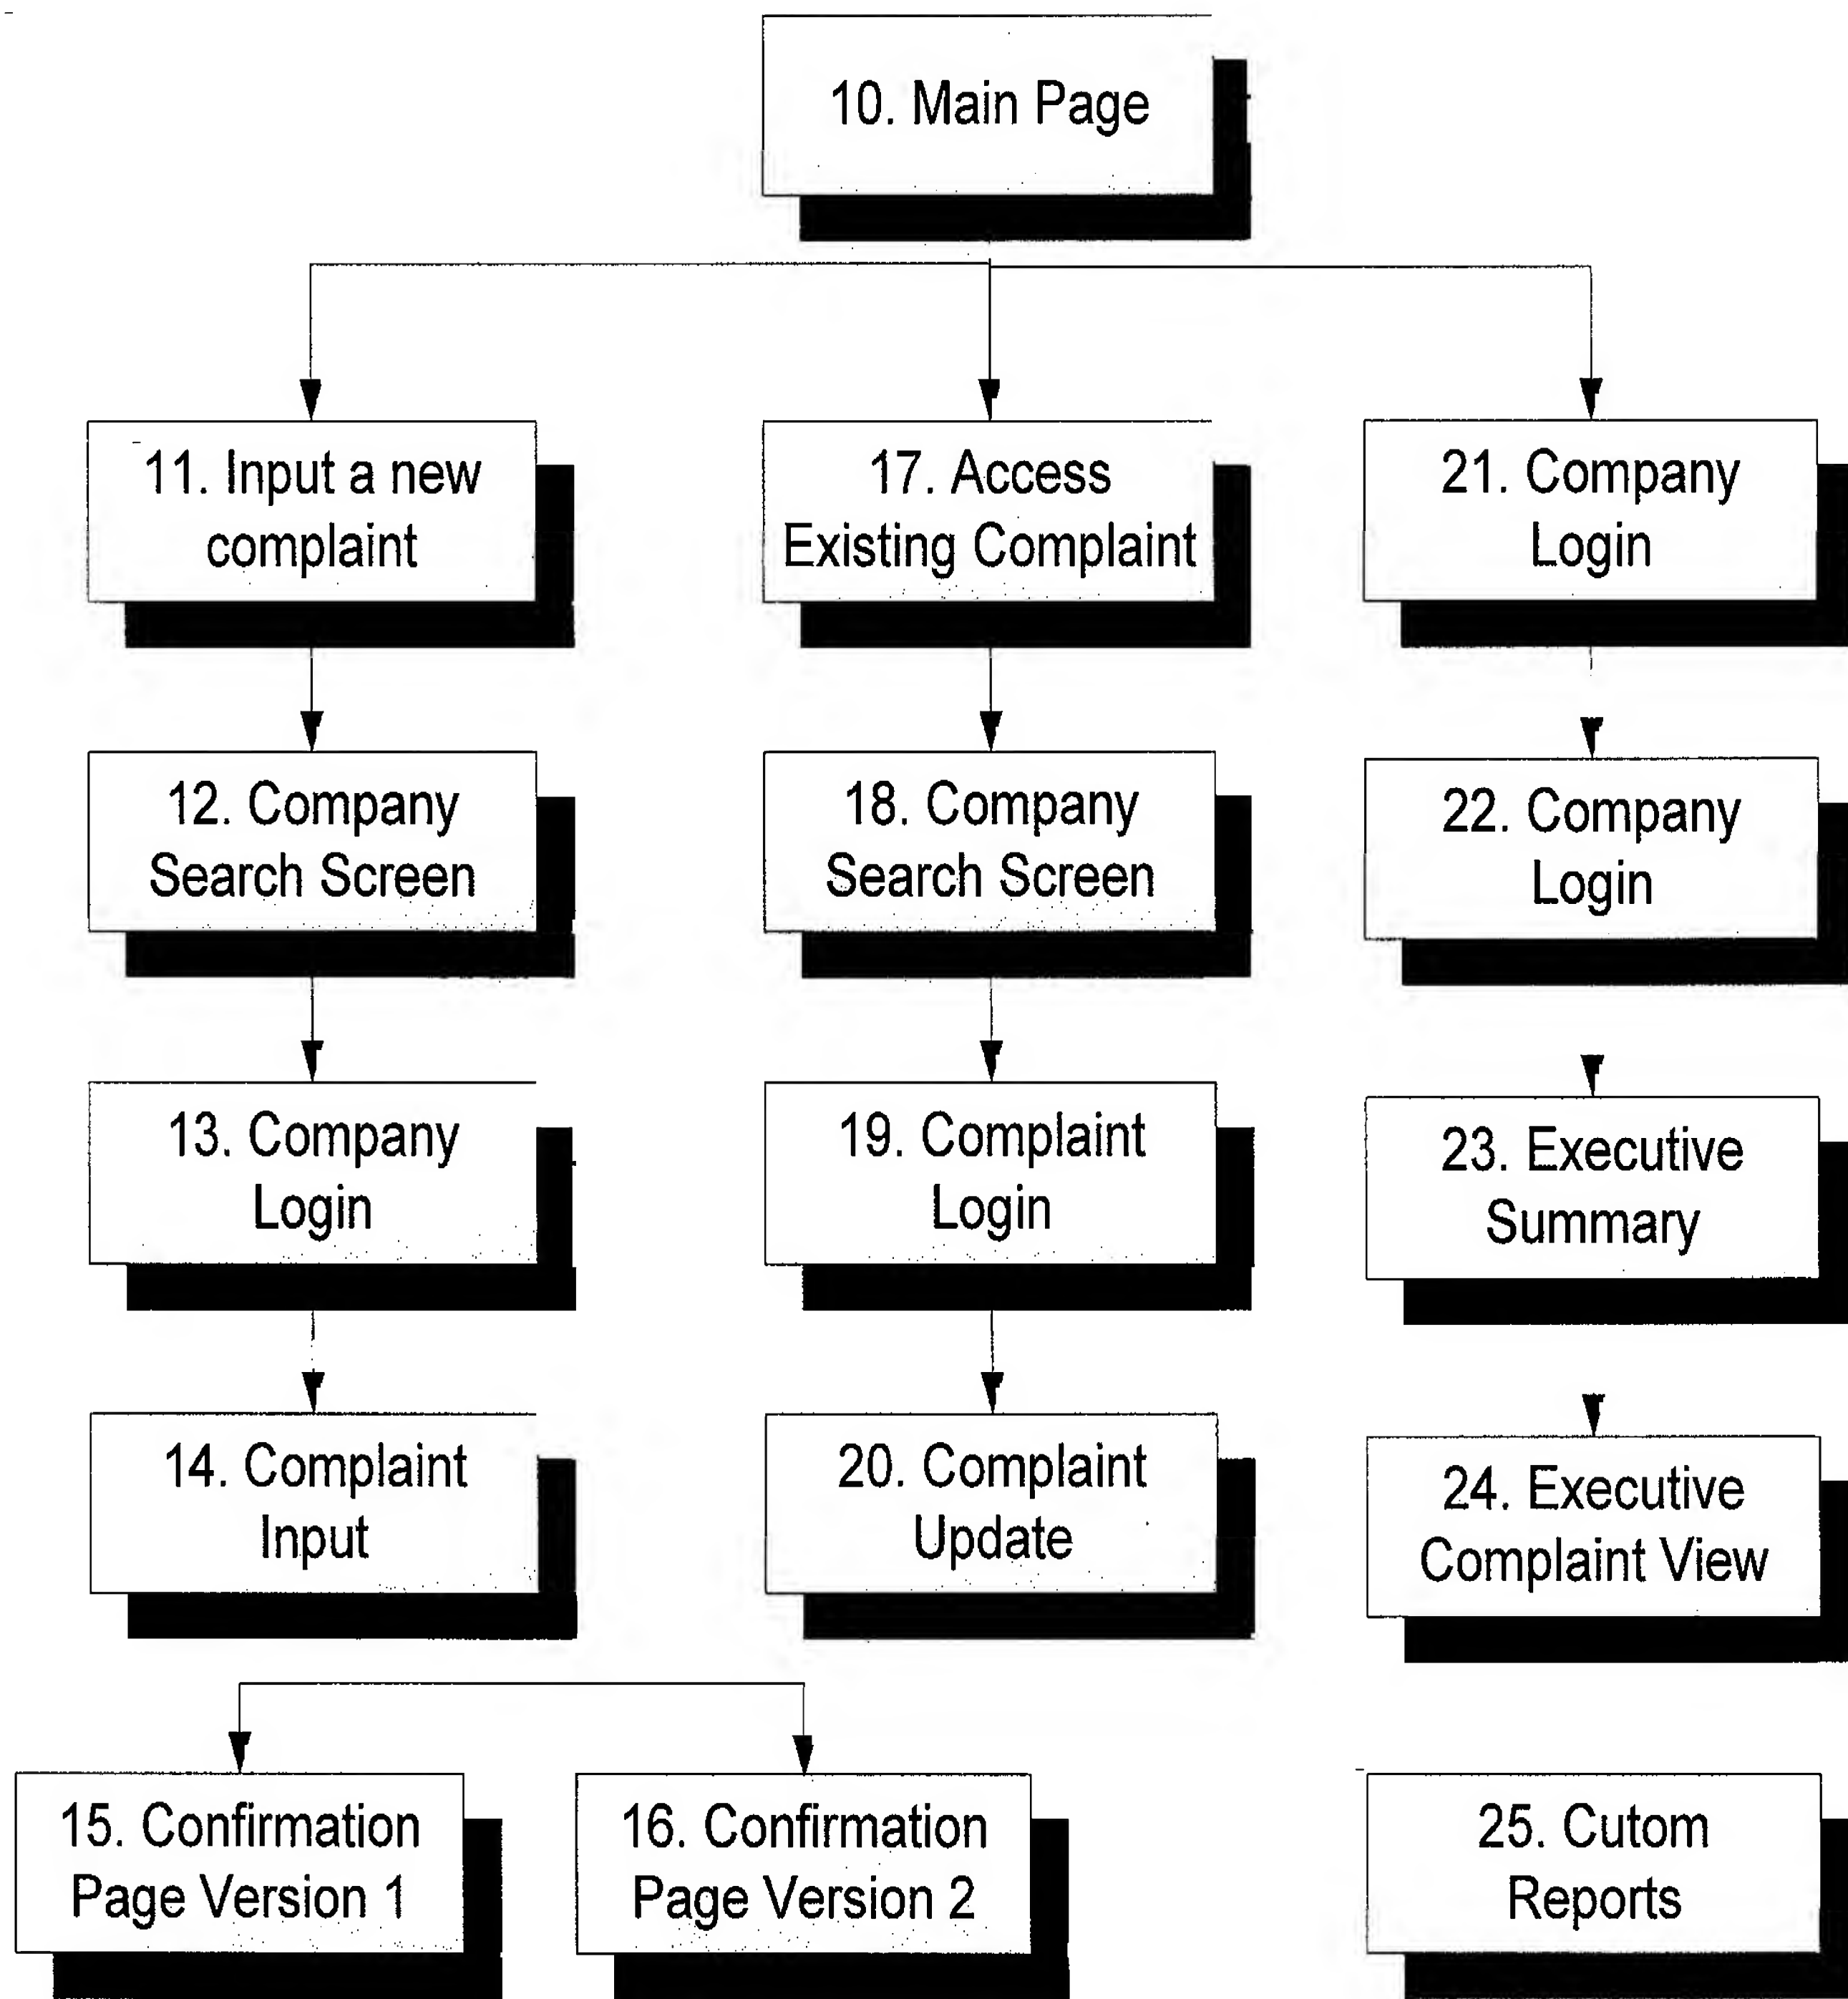 10. Main Page
11. Input a new
complaint
17. Access
Existing Complaint
21. Company
Login
12. Company
Search Screen
18. Company
Search Screen
22. Company
Login
13. Company
Login
19. Complaint
Login
23. Executive
Summary
14. Complaint
Input
20. Complaint
Update
24. Executive
Complaint View
15. Confirmation
Page Version 1
16. Confirmation
Page Version 2
25. Cutom
Reports